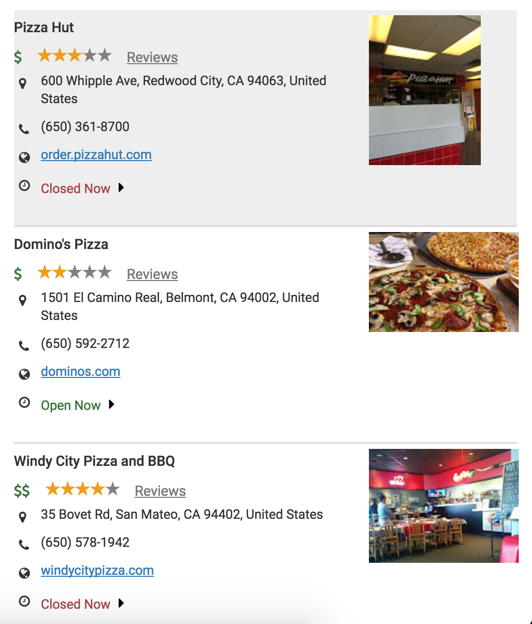 Pizza Hut
$ Reviews
600 Whipple Ave, Redwood City, CA 94063, United
States
(650) 361-8700
order.pizzahut.com
Closed Now
Pizza Hut
Domino's Pizza
$ Reviews
1501 El Camino Real, Belmont, CA 94002, United
States
(650) 592-2712
dominos.com
Open Now
Windy City Pizza and BBQ
$$ Reviews
35 Bovet Rd, San Mateo, CA 94402, United States
(650) 578-1942
windycitypizza.com
Closed Now